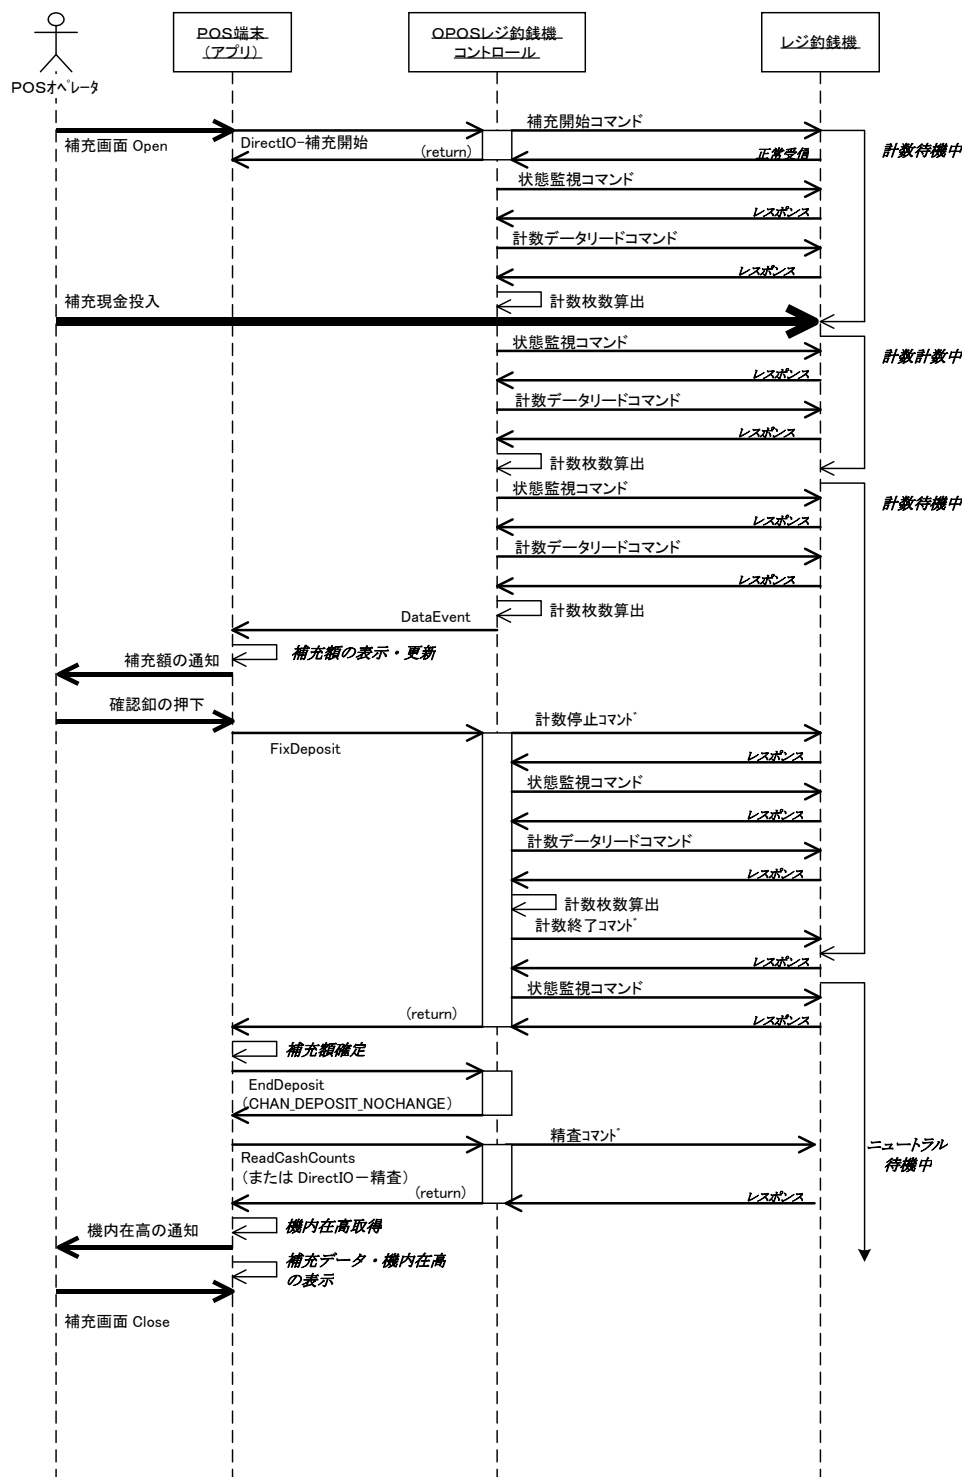 POS端末
(アプリ)
OPOSレジ釣銭機
コントロール
レジ釣銭機
POSオペレータ
補充画面 Open
DirectIO-補充開始
(return)
補充開始コマンド
正常受信
計数待機中
状態監視コマンド
レスポンス
計数データリードコマンド
レスポンス
補充現金投入
計数枚数算出
状態監視コマンド
計数計数中
レスポンス
計数データリードコマンド
レスポンス
計数枚数算出
状態監視コマンド
計数待機中
レスポンス
計数データリードコマンド
レスポンス
計数枚数算出
DataEvent
補充額の表示・更新
補充額の通知
確認釦の押下
計数停止コマンド
FixDeposit
レスポンス
状態監視コマンド
レスポンス
計数データリードコマンド
レスポンス
計数枚数算出
計数終了コマンド
レスポンス
状態監視コマンド
(return)
レスポンス
補充額確定
EndDeposit
(CHAN_DEPOSIT_NOCHANGE)
精査コマンド
ニュートラル
待機中
ReadCashCounts
(または DirectIO－精査)
(return)
レスポンス
機内在高の通知
機内在高取得
補充データ・機内在高
の表示
補充画面 Close